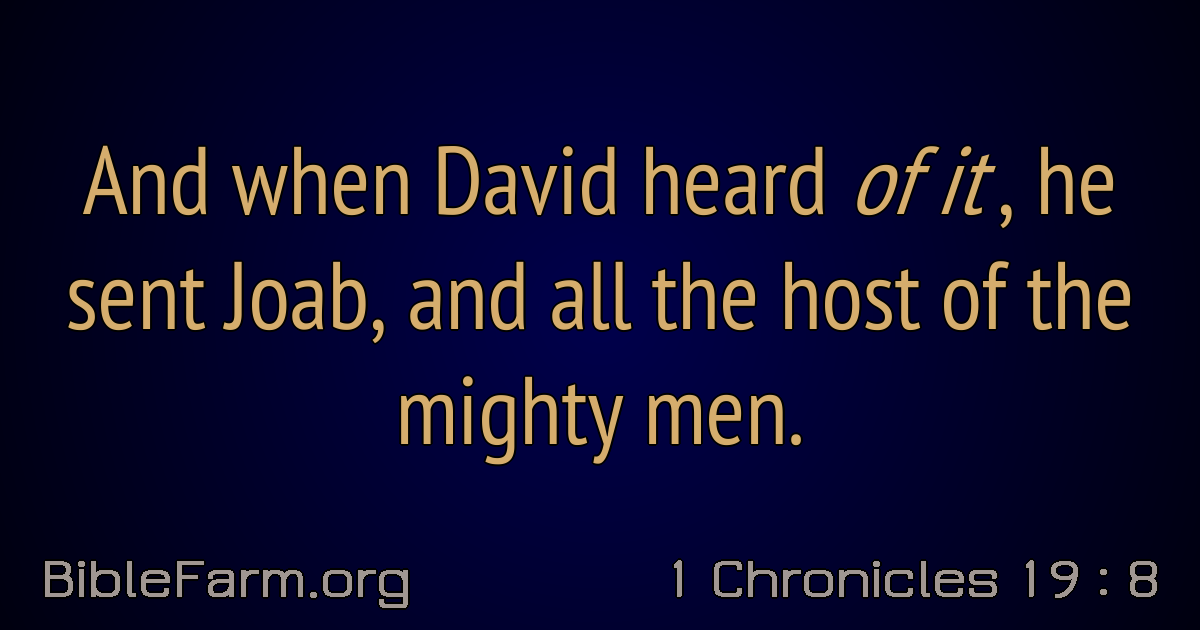 And when David heard of it, he
sent Joab, and all the host of the
mighty men.
BibleFarm.org
1 Chronicles 19 : 8